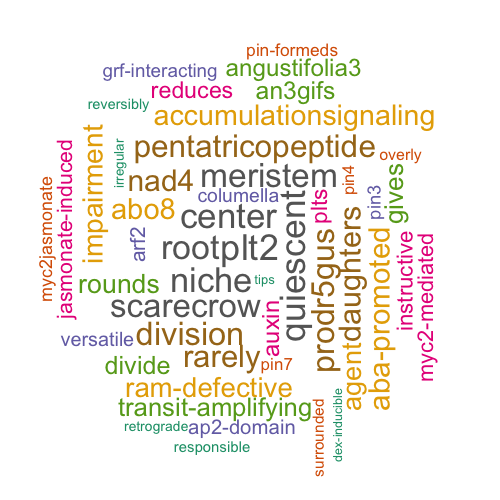 pin-formeds
grf-interacting
angustifolia3
reduces
an3gifs
reversibly
accumulationsignaling
pentatricopeptide
overly
irregular
impairment
jasmonate-induced
myc2jasmonate
nad4
meristem
columella
plts
pin4
pin3
gives
abo8
center
arf2
rootplt2
quiescent
prodr5gus
daughters
aba-promoted
instructive
myc2-mediated
rounds
niche
tips
scarecrow
auxin
versatile
division
rarely
pin7
agent
divide
ram-defective
transit-amplifying
retrograde
ap2-domain
responsible
surrounded
dex-inducible